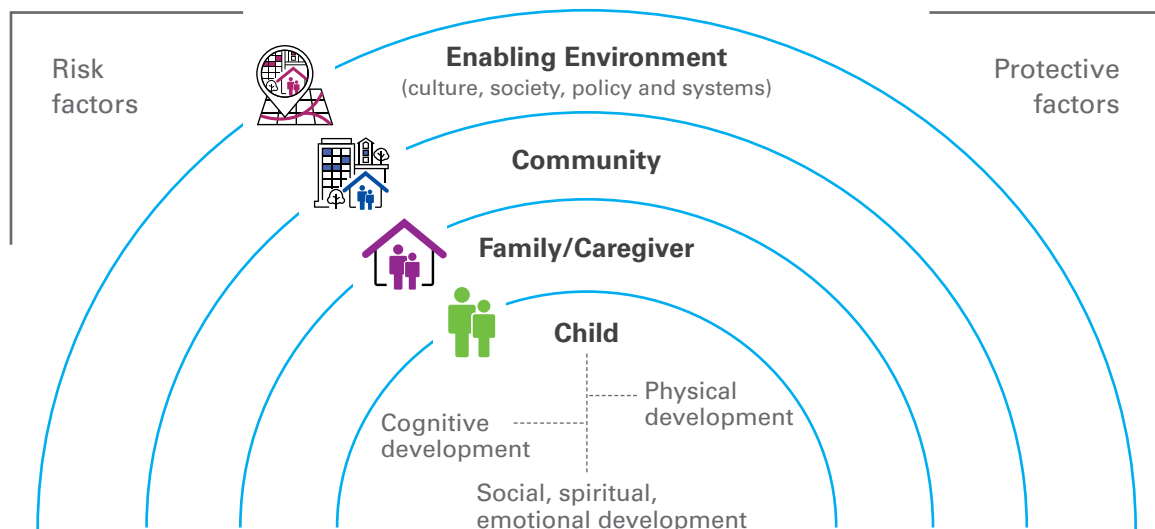 Risk
factors
Enabling Environment
(culture, society, policy and systems)
Protective
factors
Community
Family/Caregiver
Child
Physical
development
Cognitive
development
Social, spiritual,
emotional development